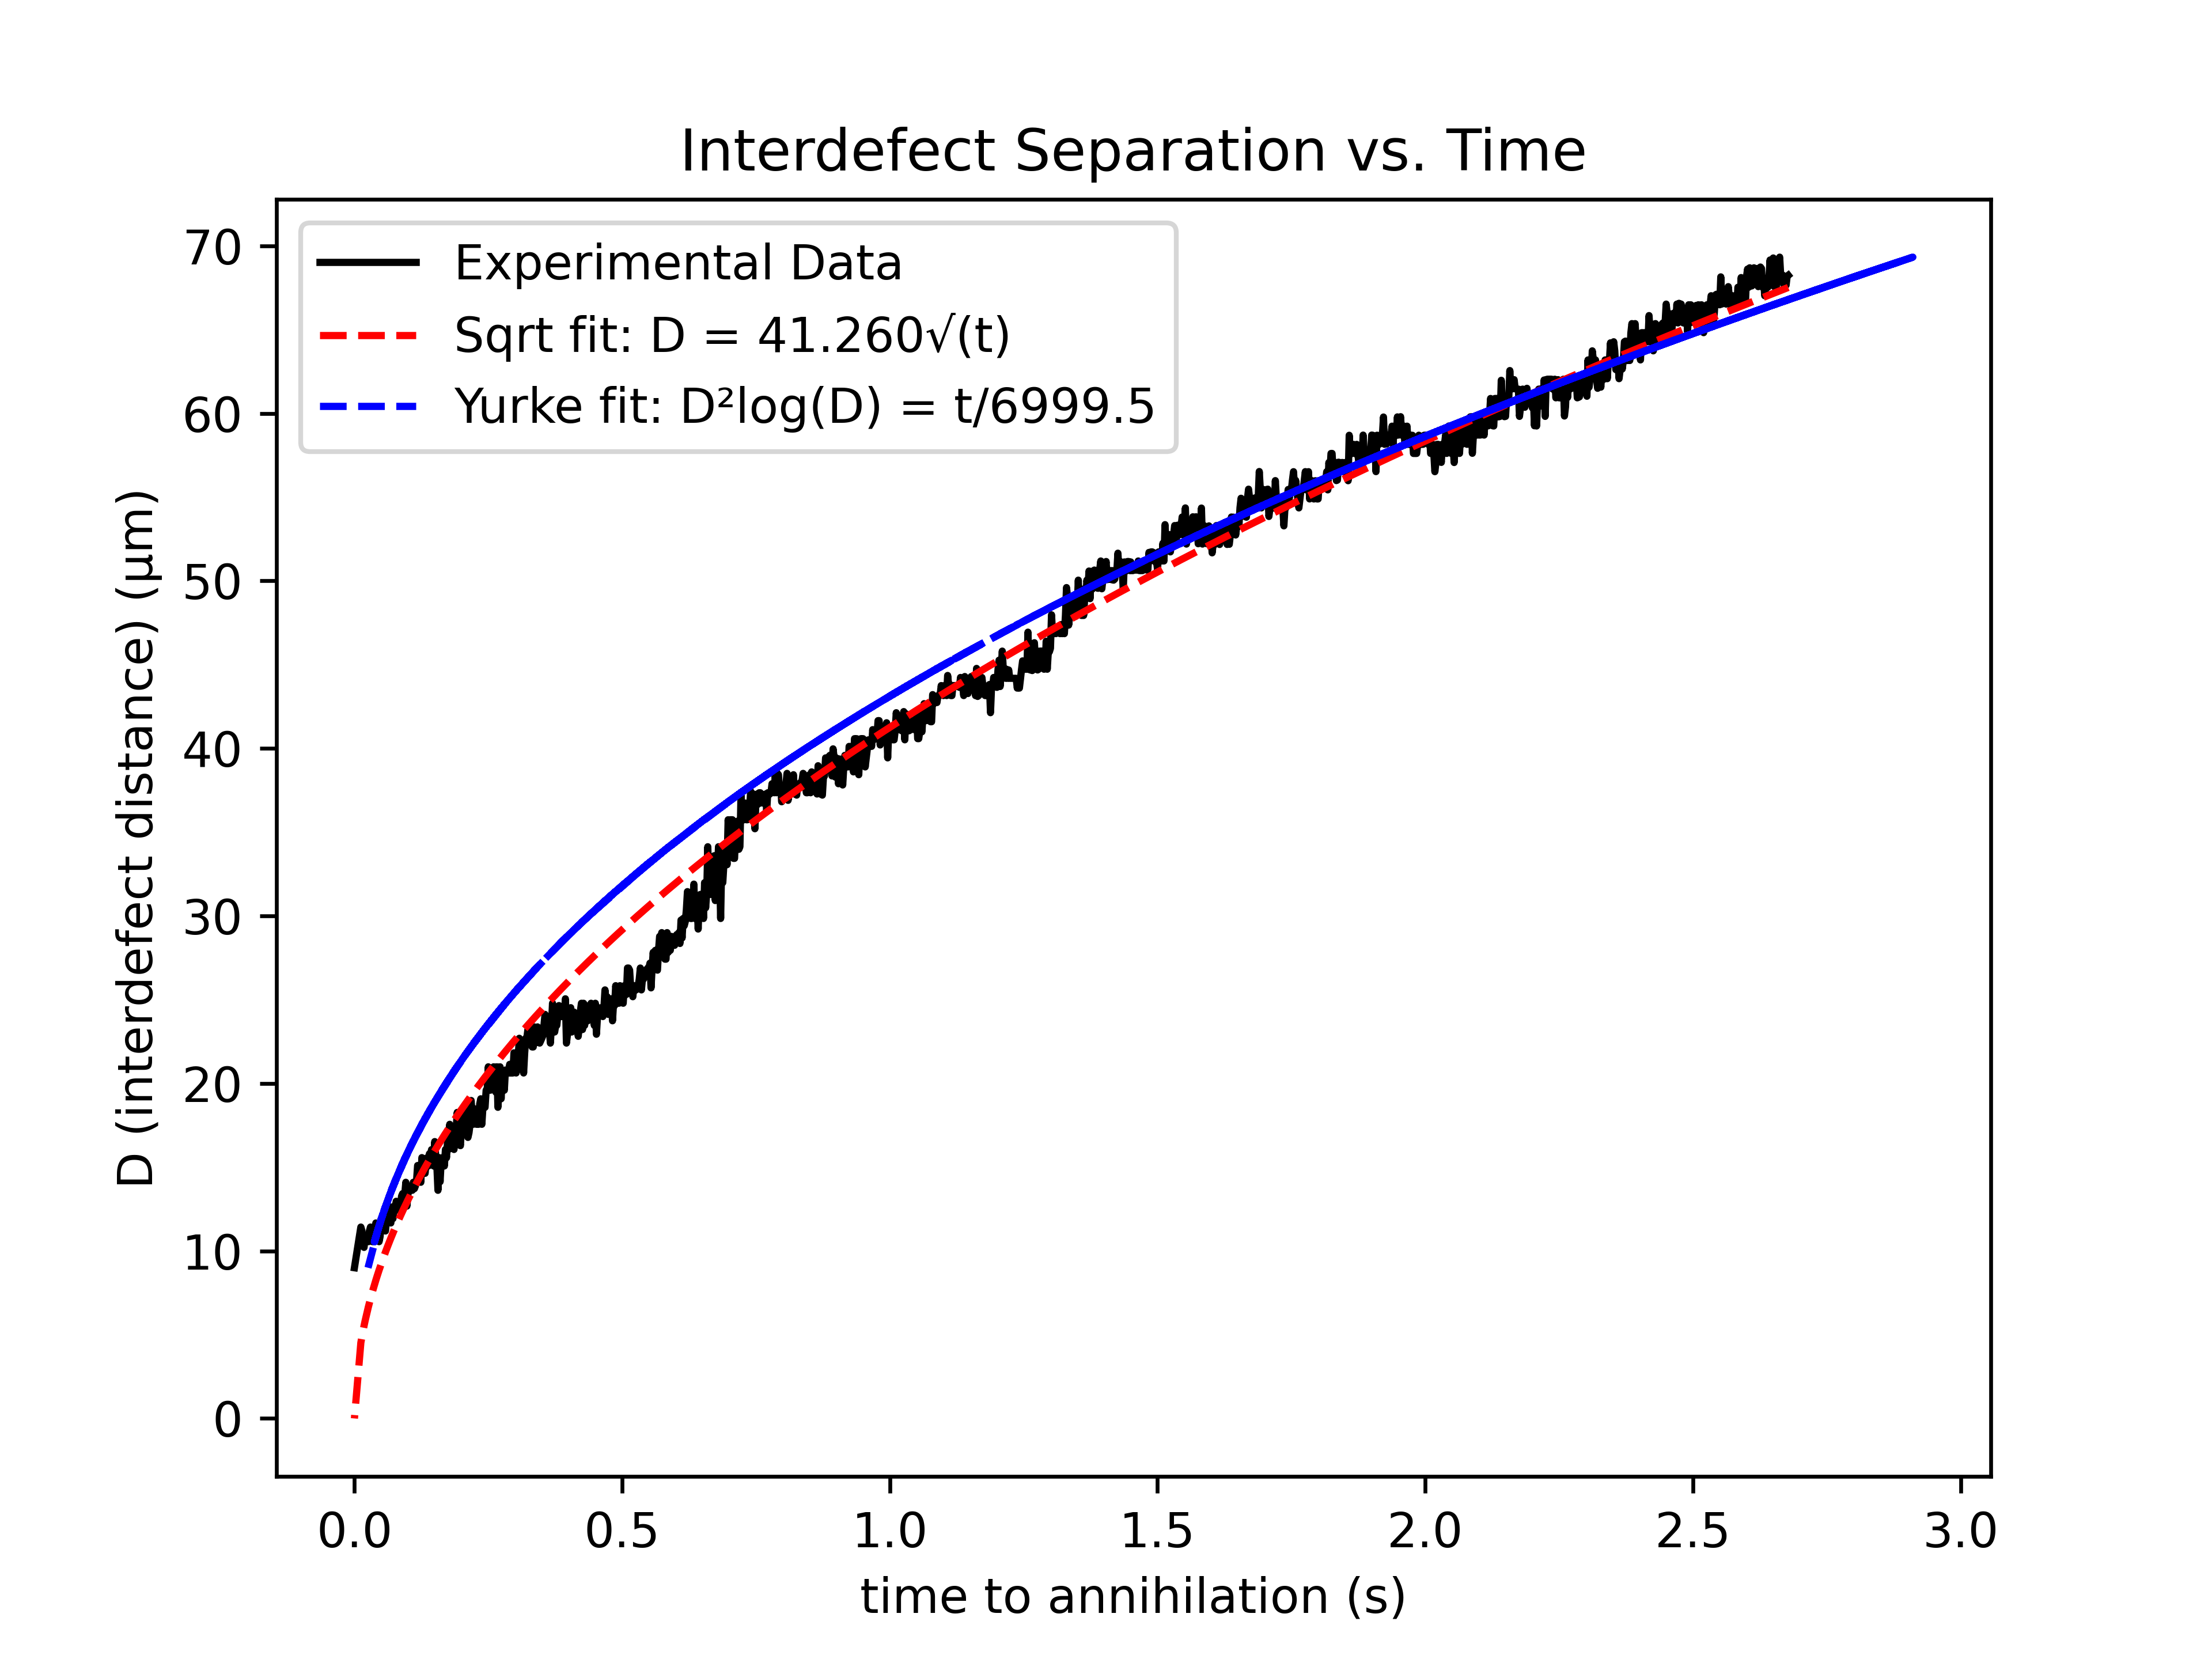 Interdefect Separation vs. Time
Experimental Data
Sqrt fit: D = 41.260√(t)
Yurke fit: D²log(D) = t/6999.5
D (interdefect distance) (μm)
70
60
50
40
30
20
10
0
0.0 0.5 1.0 1.5 2.0 2.5 3.0
time to annihilation (s)